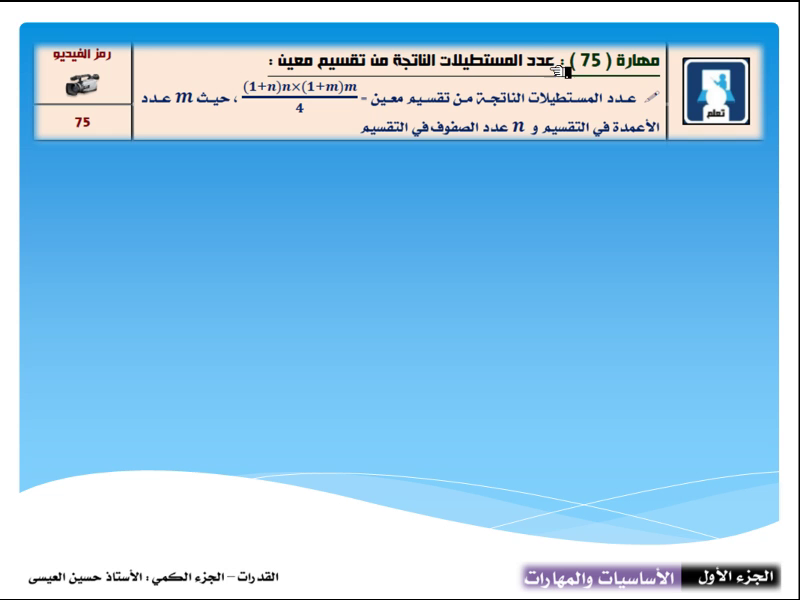 مهارة ( 75 ) : عدد المستطيلات الناتجة من تقسيم معين :
عدد المستطيلات الناتجة من تقسيم معين = (1+n)n×(1+m)m / 4 ، حيث m عدد
الأعمدة في التقسيم و n عدد الصفوف في التقسيم
تعلم
رمز الفيديو
75
الجزء الأول
الأساسيات والمهارات
القدرات – الجزء الكمي : الأستاذ حسين العيسى